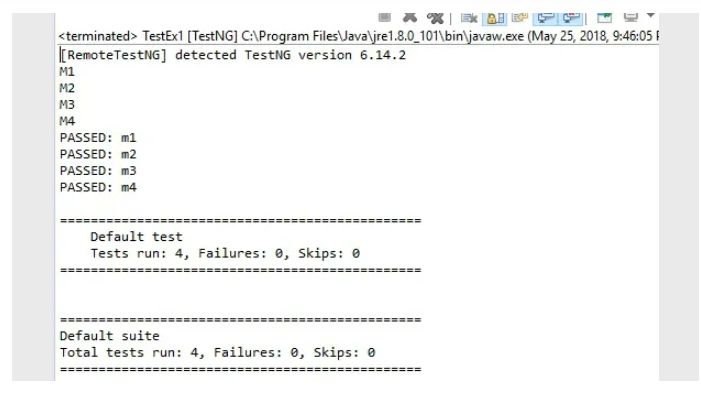 <terminated> TestEx1 [TestNG] C:\Program Files\Java\jre1.8.0_101\bin\javaw.exe (May 25, 2018, 9:46:05
[RemoteTestNG] detected TestNG version 6.14.2
M1
M2
M3
M4
PASSED: m1
PASSED: m2
PASSED: m3
PASSED: m4
===============================================
Default test
Tests run: 4, Failures: 0, Skips: 0
===============================================
===============================================
Default suite
Total tests run: 4, Failures: 0, Skips: 0
===============================================